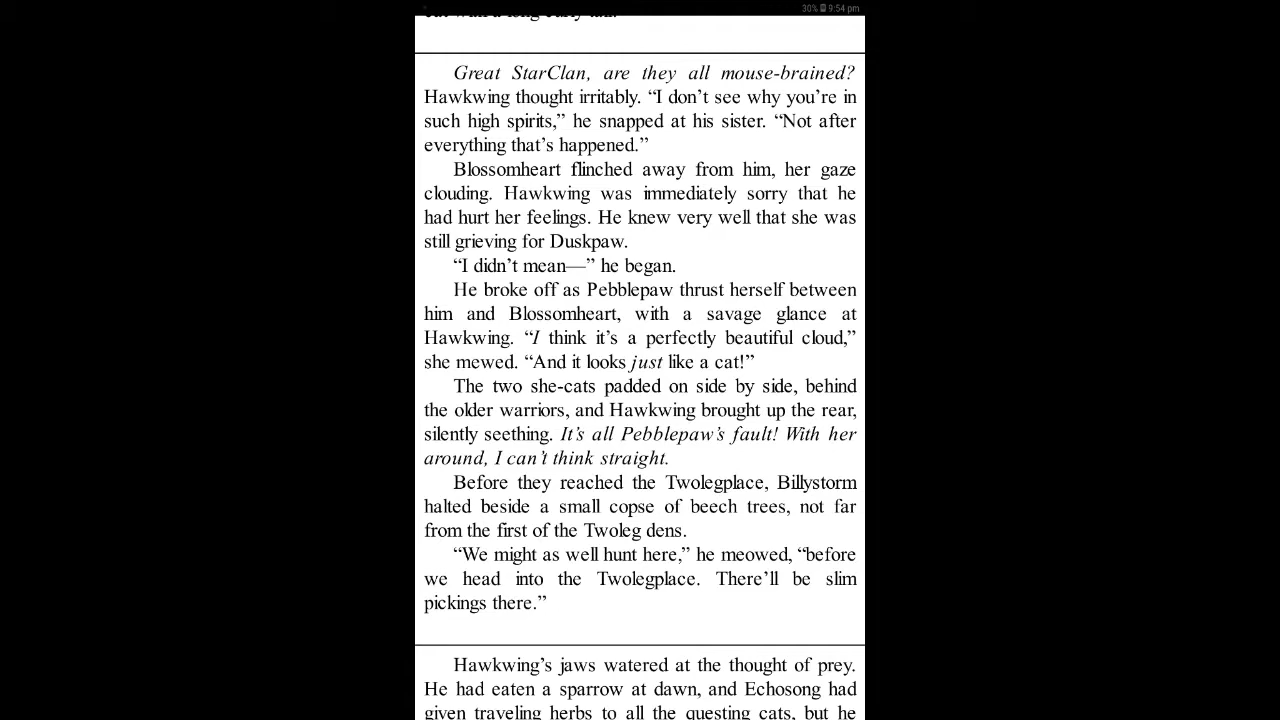 30% 9:54 pm
cat with a long curly tail.
Great StarClan, are they all mouse-brained?
Hawkwing thought irritably. “I don’t see why you’re in
such high spirits,” he snapped at his sister. “Not after
everything that’s happened.”
Blossomheart flinched away from him, her gaze
clouding. Hawkwing was immediately sorry that he
had hurt her feelings. He knew very well that she was
still grieving for Duskpaw.
“I didn’t mean—” he began.
He broke off as Pebblepaw thrust herself between
him and Blossomheart, with a savage glance at
Hawkwing. “I think it’s a perfectly beautiful cloud,”
she mewed. “And it looks just like a cat!”
The two she-cats padded on side by side, behind
the older warriors, and Hawkwing brought up the rear,
silently seething. It’s all Pebblepaw’s fault! With her
around, I can’t think straight.
Before they reached the Twolegplace, Billystorm
halted beside a small copse of beech trees, not far
from the first of the Twoleg dens.
“We might as well hunt here,” he meowed, “before
we head into the Twolegplace. There’ll be slim
pickings there.”
Hawkwing’s jaws watered at the thought of prey.
He had eaten a sparrow at dawn, and Echosong had
given traveling herbs to all the questing cats, but he